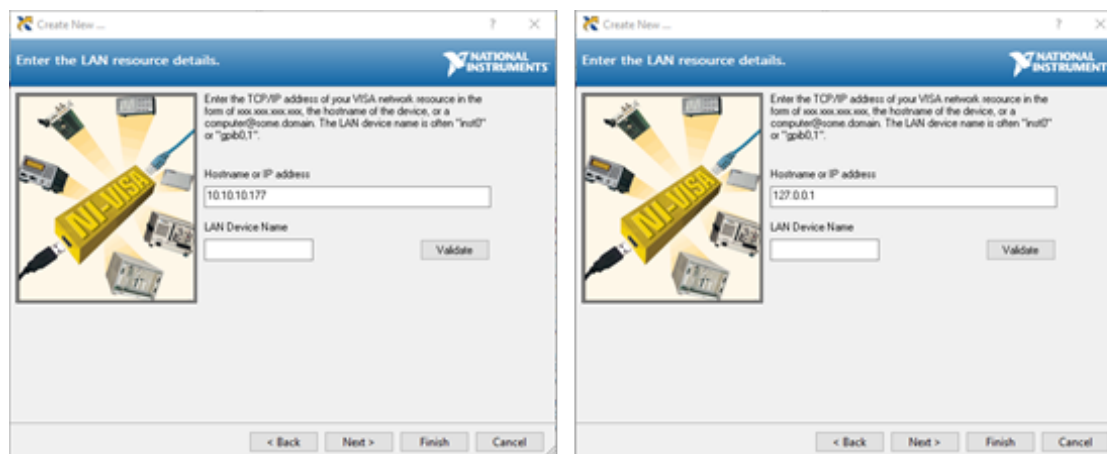 Create New ...
Enter the LAN resource details.
NATIONAL
INSTRUMENTS
Enter the TCP/IP address of your VISA network resource in the
form of xxx.xxx.xxx.xxx, the hostname of the device, or a
computer@some.domain. The LAN device name is often "inst0"
or "gpib0,1".
NI-VISA
Hostname or IP address
10.10.10.177
LAN Device Name
Validate
< Back Next > Finish Cancel
Create New ...
Enter the LAN resource details.
NATIONAL
INSTRUMENT
Enter the TCP/IP address of your VISA network resource in the
form of xxx.xxx.xxx.xxx, the hostname of the device, or a
computer@some.domain. The LAN device name is often "inst0"
or "gpib0,1".
NI-VISA
Hostname or IP address
127.0.0.1
LAN Device Name
Validate
< Back Next > Finish Cancel